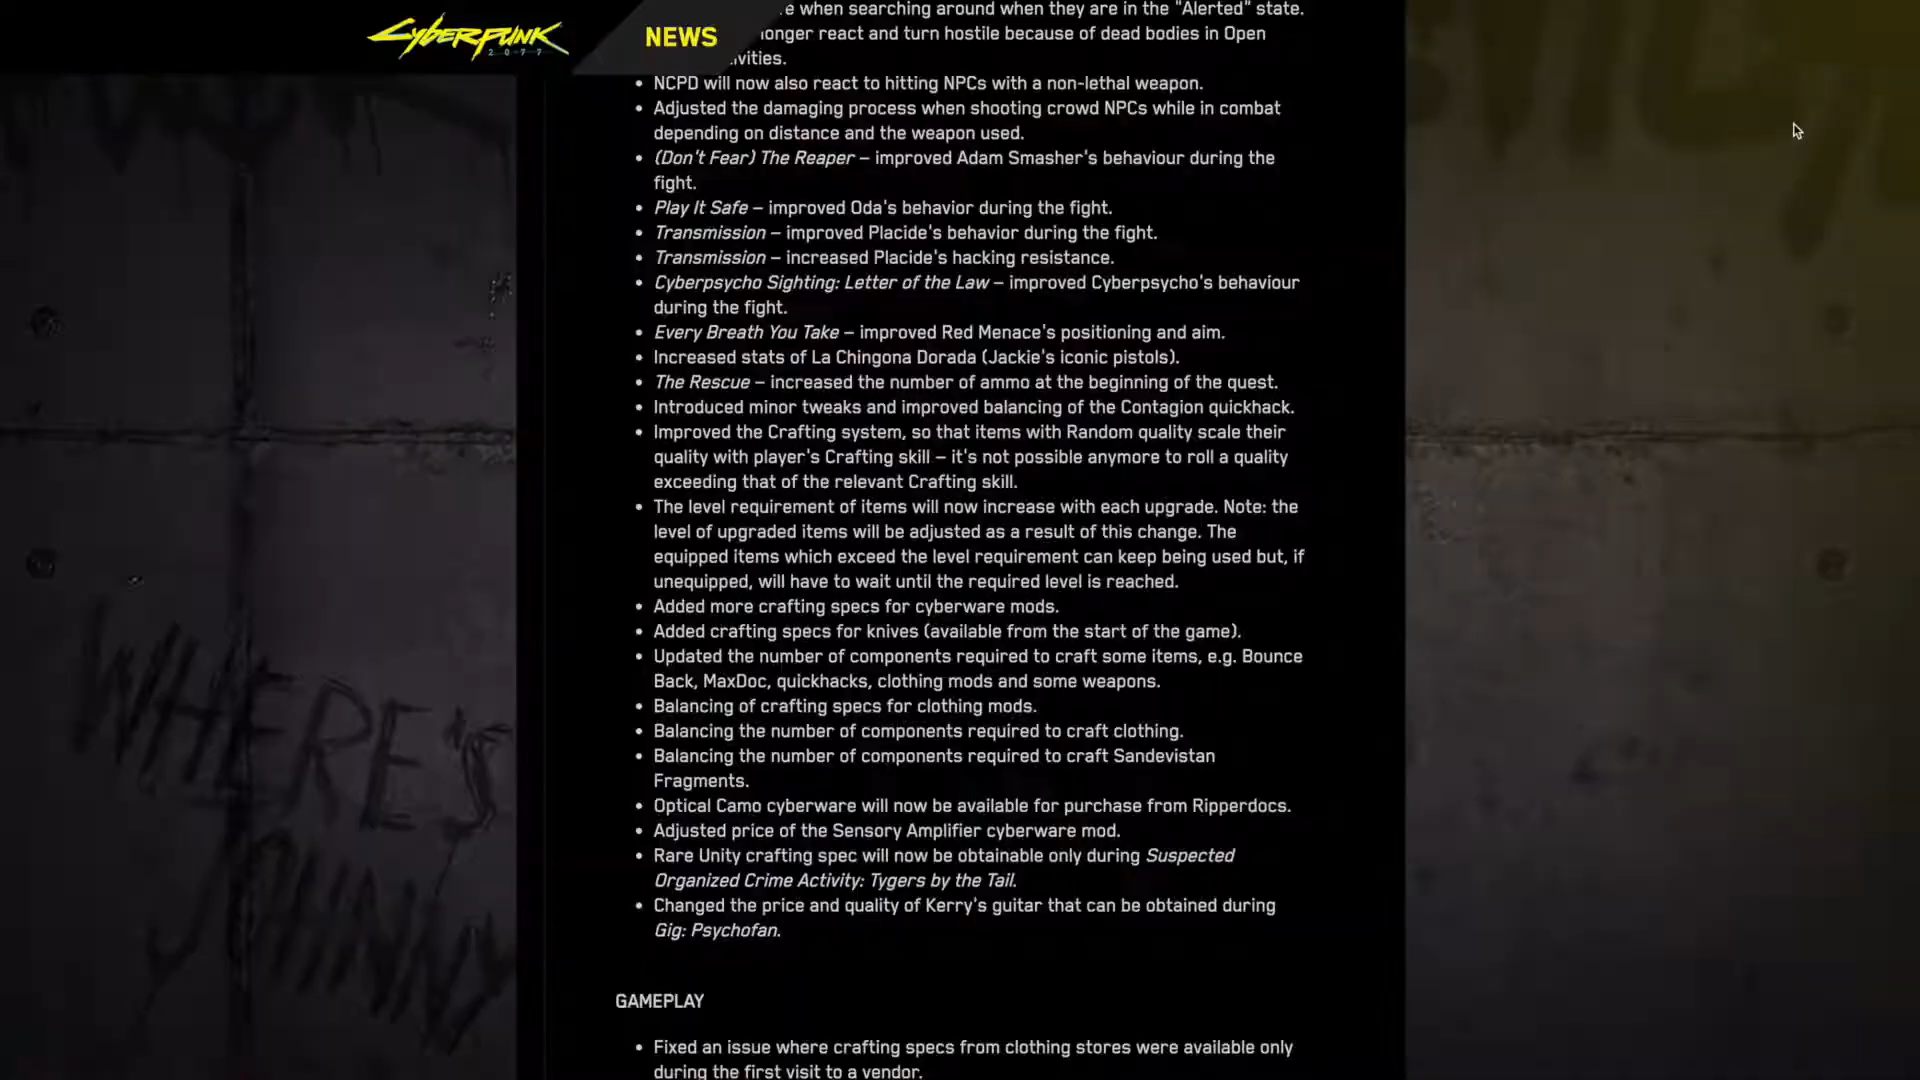 Cyberpunk
2077
NEWS
e when searching around when they are in the "Alerted" state.
longer react and turn hostile because of dead bodies in Open
ivities.
• NCPD will now also react to hitting NPCs with a non-lethal weapon.
• Adjusted the damaging process when shooting crowd NPCs while in combat
depending on distance and the weapon used.
• (Don't Fear) The Reaper – improved Adam Smasher's behaviour during the
fight.
• Play It Safe – improved Oda's behavior during the fight.
• Transmission – improved Placide's behavior during the fight.
• Transmission – increased Placide's hacking resistance.
• Cyberpsycho Sighting: Letter of the Law – improved Cyberpsycho's behaviour
during the fight.
• Every Breath You Take – improved Red Menace's positioning and aim.
• Increased stats of La Chingona Dorada (Jackie's iconic pistols).
• The Rescue – increased the number of ammo at the beginning of the quest.
• Introduced minor tweaks and improved balancing of the Contagion quickhack.
• Improved the Crafting system, so that items with Random quality scale their
quality with player's Crafting skill – it's not possible anymore to roll a quality
exceeding that of the relevant Crafting skill.
• The level requirement of items will now increase with each upgrade. Note: the
level of upgraded items will be adjusted as a result of this change. The
equipped items which exceed the level requirement can keep being used but, if
unequipped, will have to wait until the required level is reached.
• Added more crafting specs for cyberware mods.
• Added crafting specs for knives (available from the start of the game).
• Updated the number of components required to craft some items, e.g. Bounce
Back, MaxDoc, quickhacks, clothing mods and some weapons.
• Balancing of crafting specs for clothing mods.
• Balancing the number of components required to craft clothing.
• Balancing the number of components required to craft Sandevistan
Fragments.
• Optical Camo cyberware will now be available for purchase from Ripperdocs.
• Adjusted price of the Sensory Amplifier cyberware mod.
• Rare Unity crafting spec will now be obtainable only during Suspected
Organized Crime Activity: Tygers by the Tail.
• Changed the price and quality of Kerry's guitar that can be obtained during
Gig: Psychofan.
GAMEPLAY
• Fixed an issue where crafting specs from clothing stores were available only
during the first visit to a vendor.
WHERE'S
JOHNNY